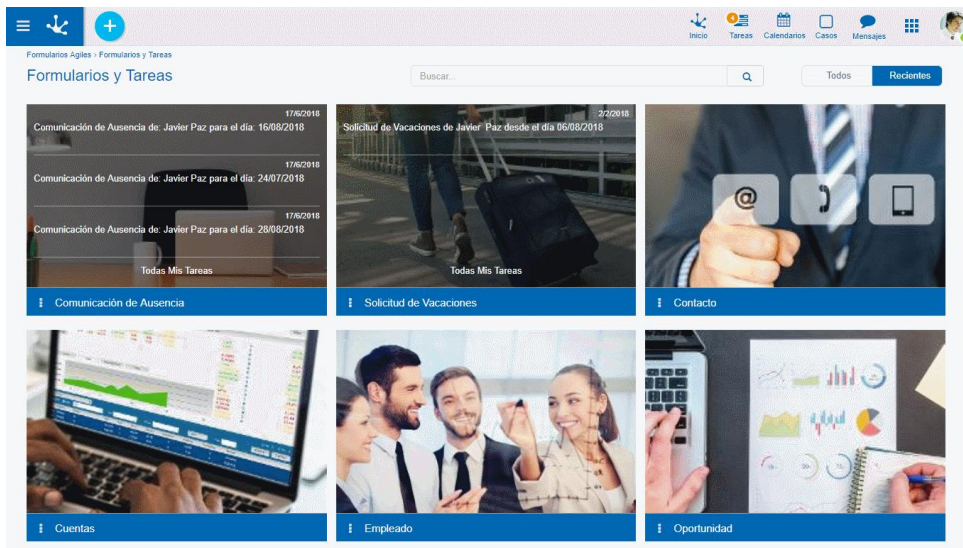 Inicio
4
Tareas
Calendarios
Casos
Mensajes
Formularios Agiles › Formularios y Tareas
Formularios y Tareas
Buscar...
Todos
Recientes
17/6/2018
Comunicación de Ausencia de: Javier Paz para el día: 16/08/2018
17/6/2018
Comunicación de Ausencia de: Javier Paz para el día: 24/07/2018
17/6/2018
Comunicación de Ausencia de: Javier Paz para el día: 28/08/2018
Todas Mis Tareas
Comunicación de Ausencia
2/2/2018
Solicitud de Vacaciones de Javier Paz desde el día 06/08/2018
Todas Mis Tareas
Solicitud de Vacaciones
@
Contacto
Cuentas
Empleado
Oportunidad